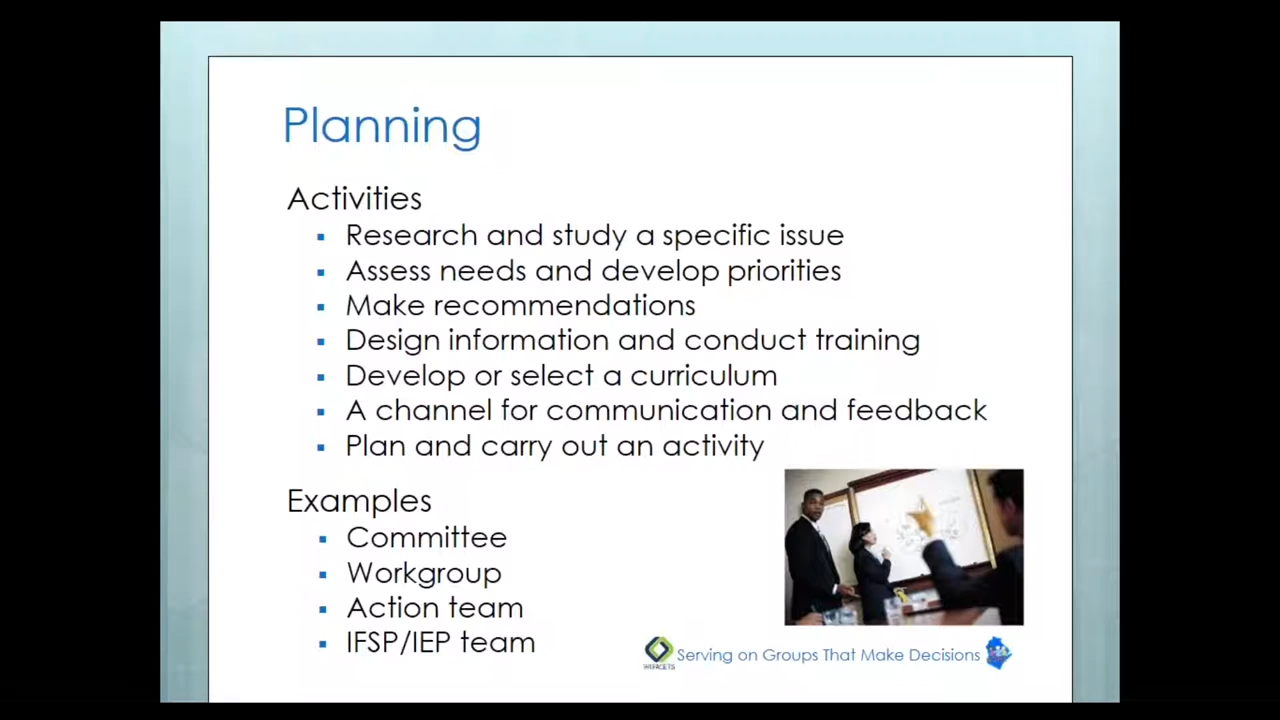 Planning
Activities
Research and study a specific issue
Assess needs and develop priorities
Make recommendations
Design information and conduct training
Develop or select a curriculum
A channel for communication and feedback
Plan and carry out an activity
Examples
Committee
Workgroup
Action team
IFSP/IEP team
Serving on Groups That Make Decisions